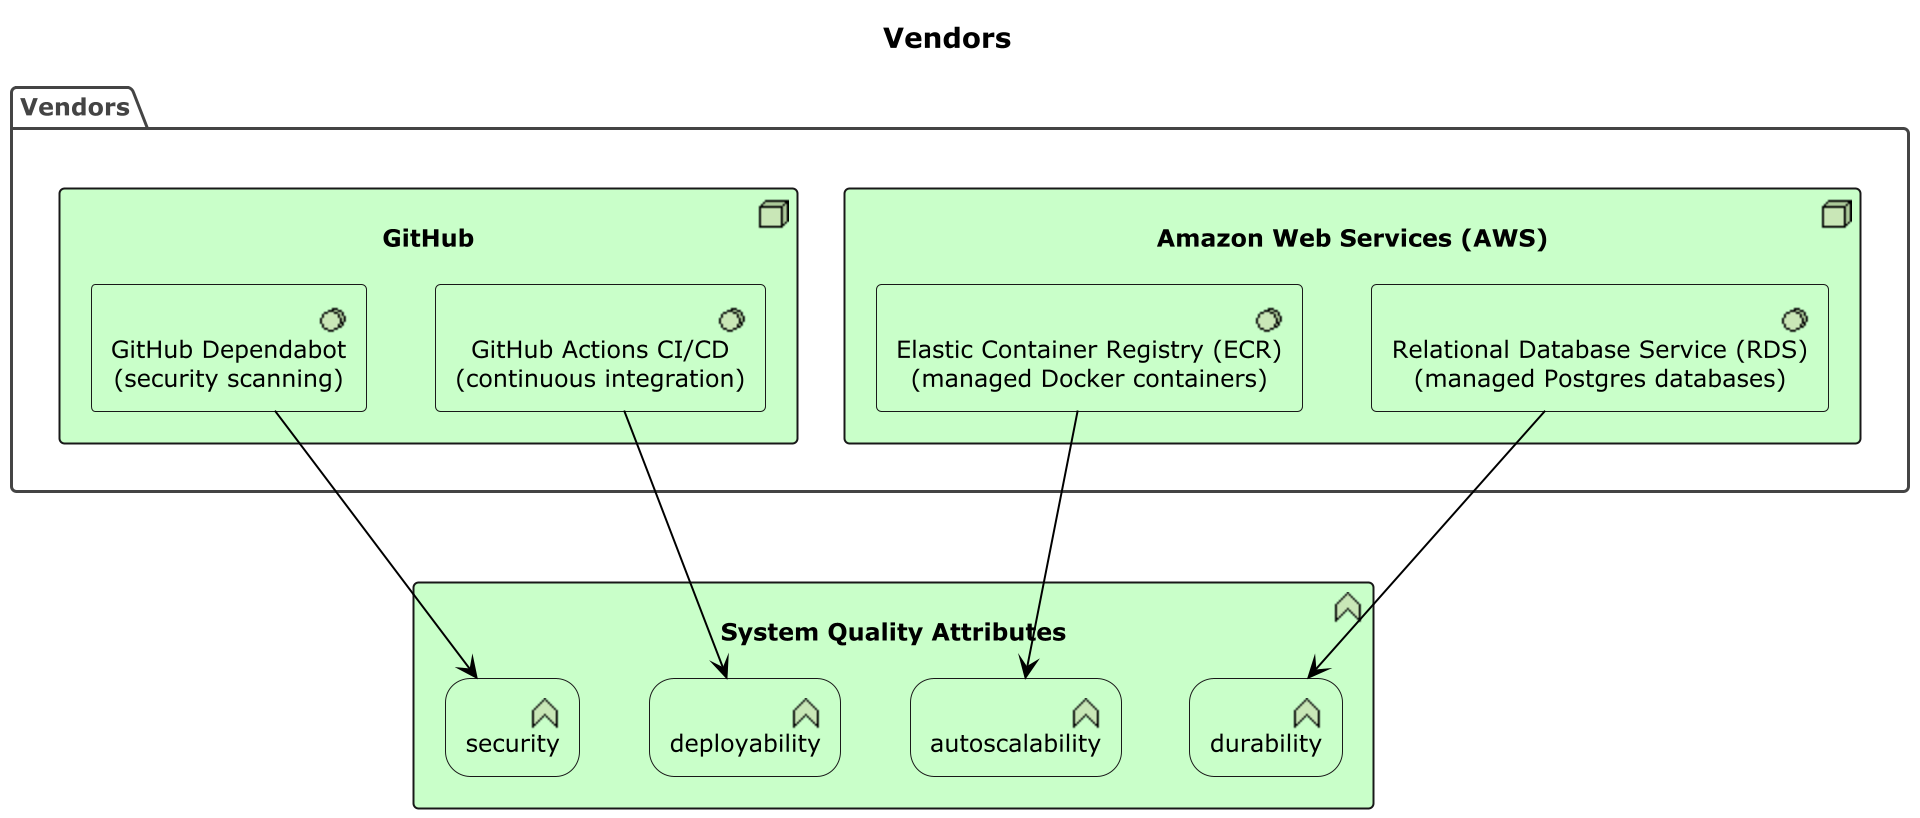 Vendors
Vendors
GitHub
GitHub Dependabot
(security scanning)
GitHub Actions CI/CD
(continuous integration)
Amazon Web Services (AWS)
Elastic Container Registry (ECR)
(managed Docker containers)
Relational Database Service (RDS)
(managed Postgres databases)
System Quality Attributes
security
deployability
autoscalability
durability